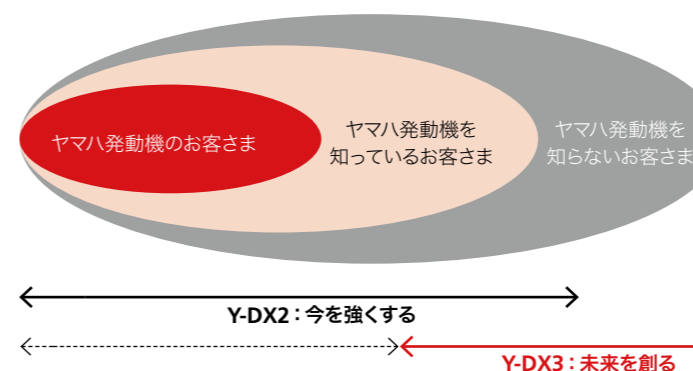 ヤマハ発動機のお客さま
ヤマハ発動機を
知っているお客さま
ヤマハ発動機を
知らないお客さま
Y-DX2：今を強くする
Y-DX3：未来を創る